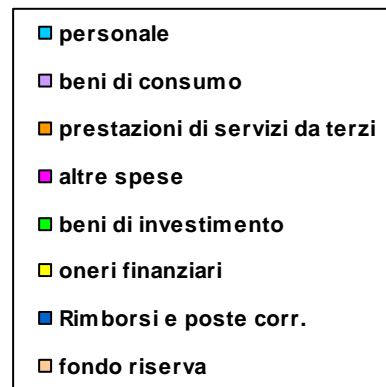 personale
beni di consumo
prestazioni di servizi da terzi
altre spese
beni di investimento
oneri finanziari
Rimborsi e poste corr.
fondo riserva